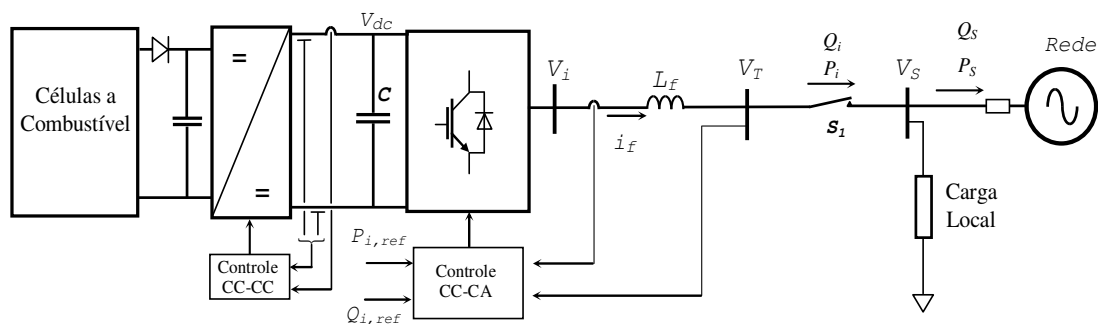 Células a
Combustível
=
=
V_dc
C
V_i
i_f
L_f
V_T
Q_i
P_i
S_1
V_S
Q_S
P_S
Rede
Carga
Local
Controle
CC-CC
P_i,ref
Q_i,ref
Controle
CC-CA